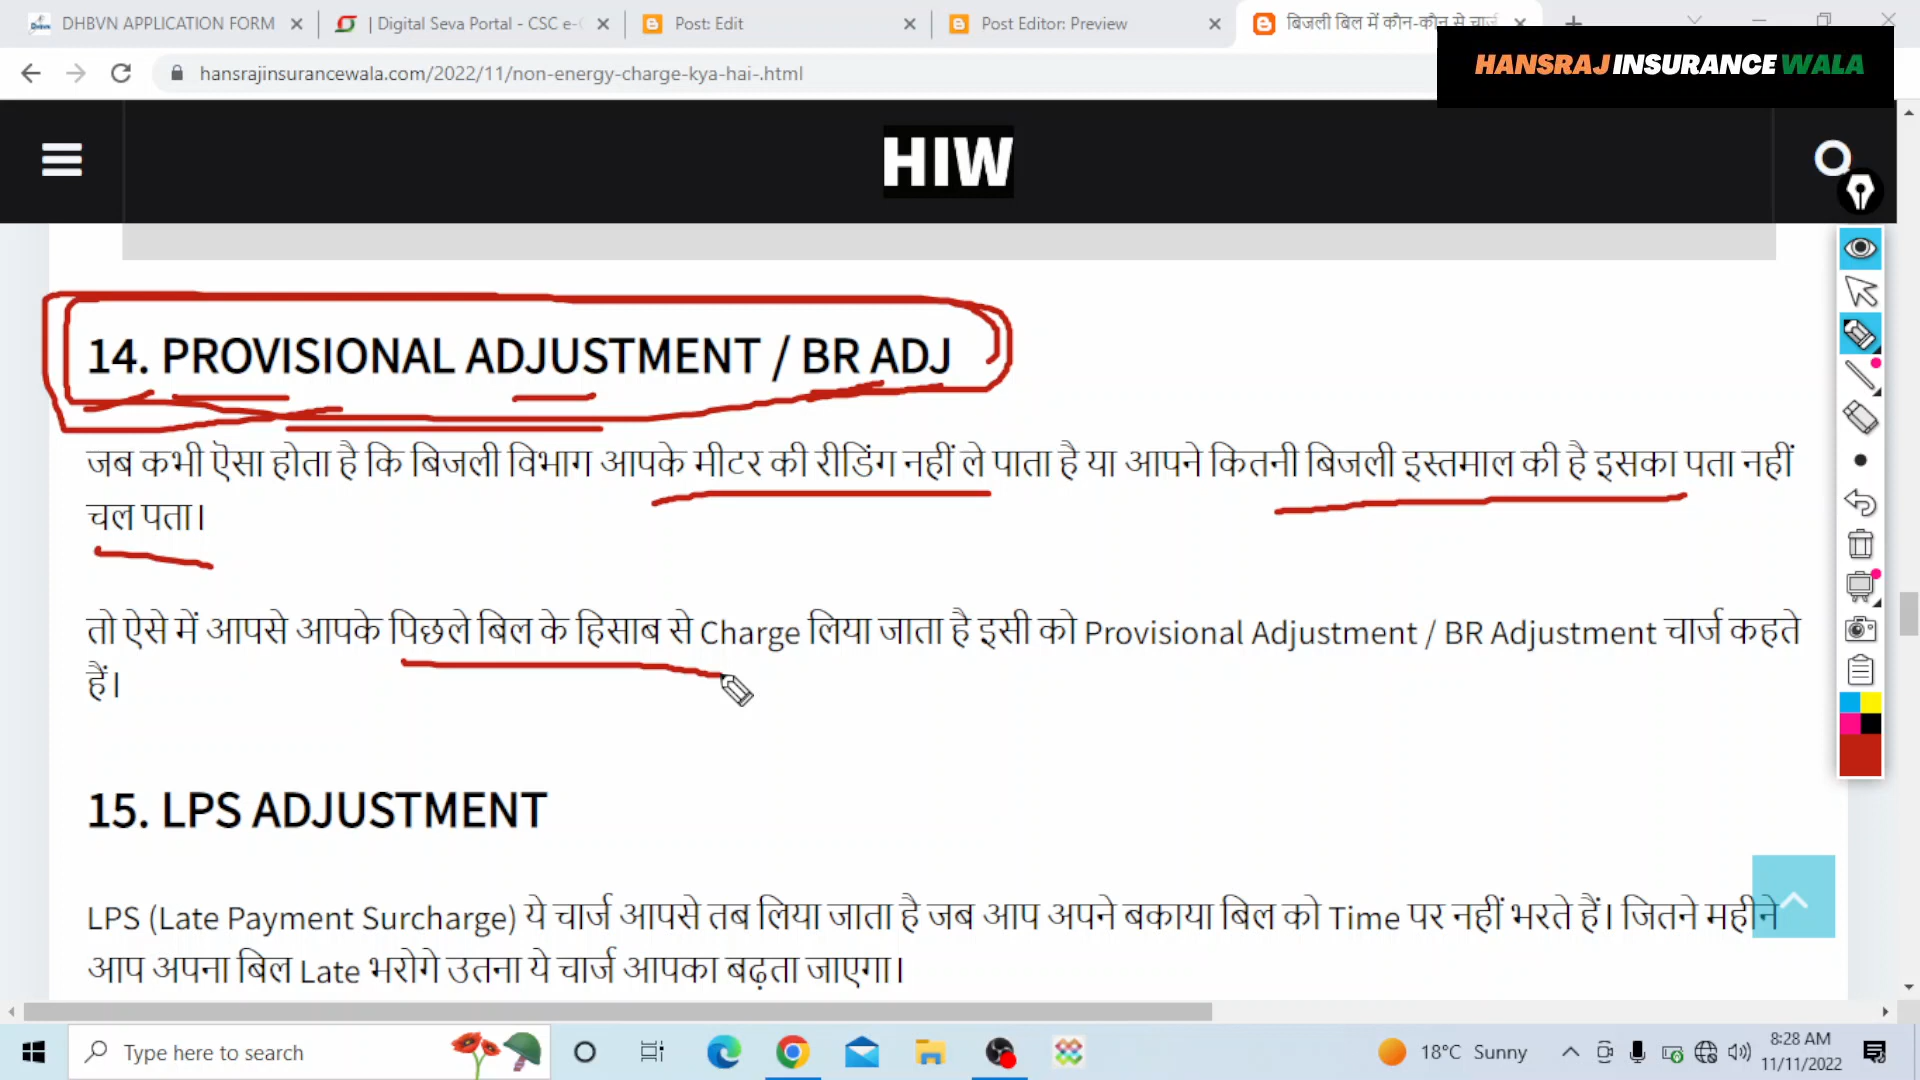 DHBVN APPLICATION FORM
| Digital Seva Portal - CSC e-G
Post: Edit
Post Editor: Preview
बिजली बिल में कौन-कौन से चार्ज
hansrajinsurancewala.com/2022/11/non-energy-charge-kya-hai-.html
HANSRAJ INSURANCE WALA
HIW
14. PROVISIONAL ADJUSTMENT / BR ADJ
जब कभी ऎसा होता है कि बिजली विभाग आपके मीटर की रीडिंग नहीं ले पाता है या आपने कितनी बिजली इस्तमाल की है इसका पता नहीं
चल पता।
तो ऐसे में आपसे आपके पिछले बिल के हिसाब से Charge लिया जाता है इसी को Provisional Adjustment / BR Adjustment चार्ज कहते
हैं।
15. LPS ADJUSTMENT
LPS (Late Payment Surcharge) ये चार्ज आपसे तब लिया जाता है जब आप अपने बकाया बिल को Time पर नहीं भरते हैं। जितने महीने
आप अपना बिल Late भरोगे उतना ये चार्ज आपका बढ़ता जाएगा।
Type here to search
18°C Sunny
8:28 AM
11/11/2022